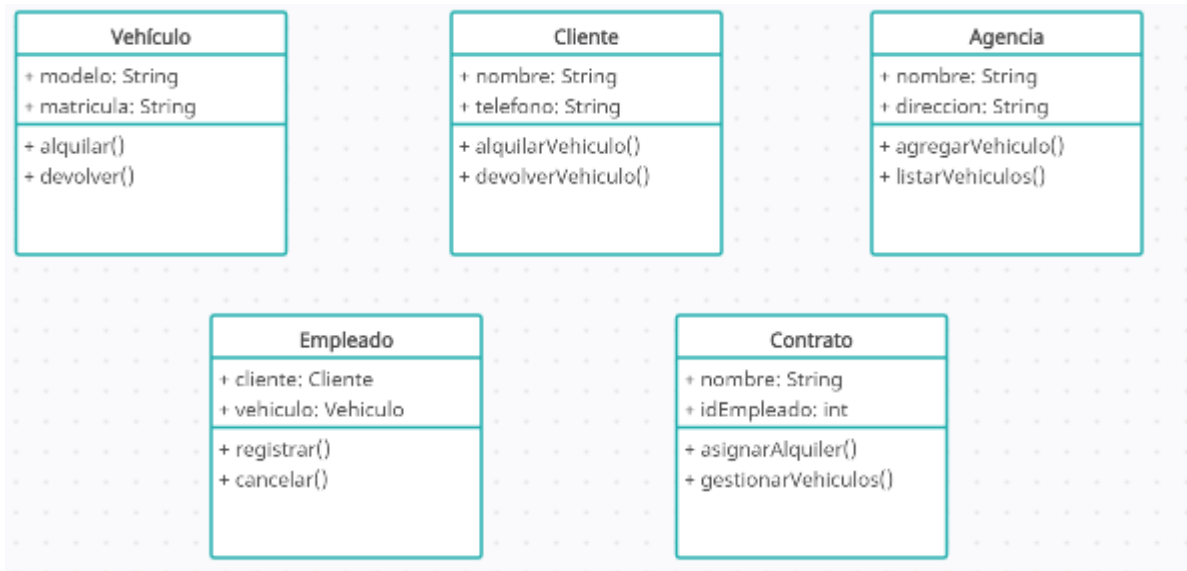 Vehículo
+ modelo: String
+ matricula: String
+ alquilar()
+ devolver()
Cliente
+ nombre: String
+ telefono: String
+ alquilarVehiculo()
+ devolverVehiculo()
Agencia
+ nombre: String
+ direccion: String
+ agregarVehiculo()
+ listarVehiculos()
Empleado
+ cliente: Cliente
+ vehiculo: Vehiculo
+ registrar()
+ cancelar()
Contrato
+ nombre: String
+ idEmpleado: int
+ asignarAlquiler()
+ gestionarVehiculos()